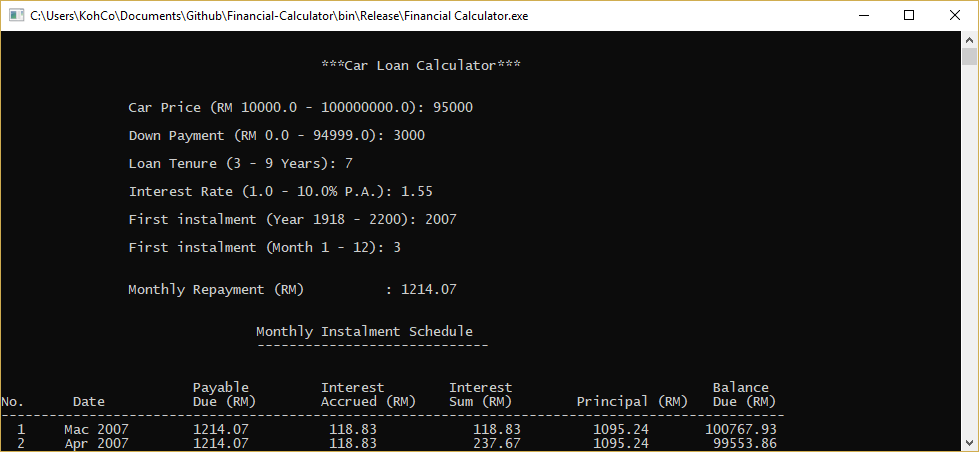 C:\Users\KohCo\Documents\Github\Financial-Calculator\bin\Release\Financial Calculator.exe
***Car Loan Calculator***
Car Price (RM 10000.0 - 100000000.0): 95000
Down Payment (RM 0.0 - 94999.0): 3000
Loan Tenure (3 - 9 Years): 7
Interest Rate (1.0 - 10.0% P.A.): 1.55
First instalment (Year 1918 - 2200): 2007
First instalment (Month 1 - 12): 3
Monthly Repayment (RM) : 1214.07
Monthly Instalment Schedule
-----------------------------
Payable Interest Interest Balance
No. Date Due (RM) Accrued (RM) Sum (RM) Principal (RM) Due (RM)
--------------------------------------------------------------------------------------------------
1 Mac 2007 1214.07 118.83 118.83 1095.24 100767.93
2 Apr 2007 1214.07 118.83 237.67 1095.24 99553.86